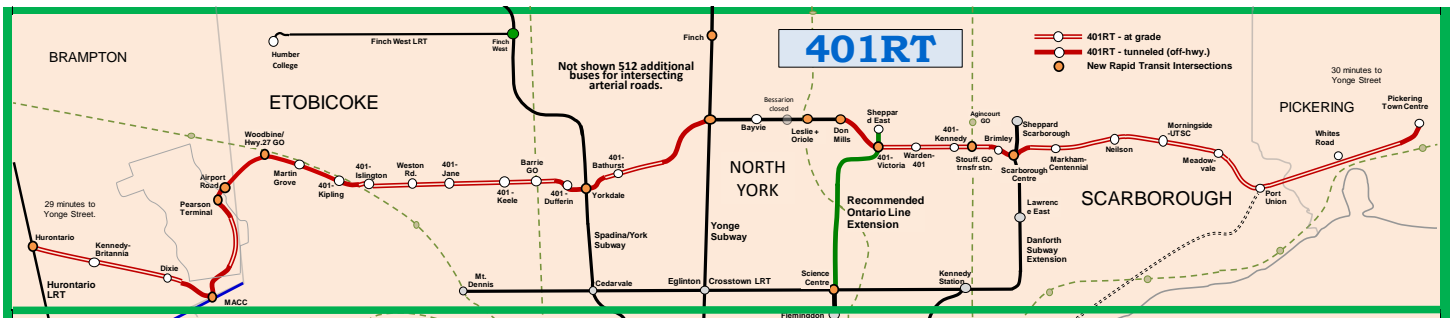 BRAMPTON
ETOBICOKE
Humber
College
Finch West LRT
Finch
West
Finch
Not shown 512 additional
buses for intersecting
arterial roads.
401RT
401RT - at grade
401RT - tunneled (off-hwy.)
New Rapid Transit Intersections
30 minutes to
Yonge Street
PICKERING
Pickering
Town Centre
Woodbine/
Hwy.27 GO
Airport
Road
Pearson
Terminal
Martin
Grove
401-
Kipling
401-
Islington
Weston
Rd.
401-
Jane
401-
Keele
Barrie
GO
401-
Dufferin
Yorkdale
401-
Bathurst
Bayvie
Bessarion
closed
Leslie +
Oriole
Don
Mills
Sheppar
d East
401-
Victoria
Warden-
401
401-
Kennedy
Agincourt
GO
Stouff. GO
trnsfr stn.
Brimley
Sheppard
Scarborough
Scarborough
Centre
Markham-
Centennial
Neilson
Morningside
-UTSC
Meadow-
vale
Port
Union
Whites
Road
NORTH
YORK
SCARBOROUGH
29 minutes to
Yonge Street.
Hurontario
Kennedy-
Britannia
Dixie
MACC
Hurontario
LRT
Spadina/York
Subway
Yonge
Subway
Recommended
Ontario Line
Extension
Lawrenc
e East
Danforth
Subway
Extension
Mt.
Dennis
Cedarvale
Eglinton
Crosstown LRT
Science
Centre
Kennedy
Station
Flemingdon